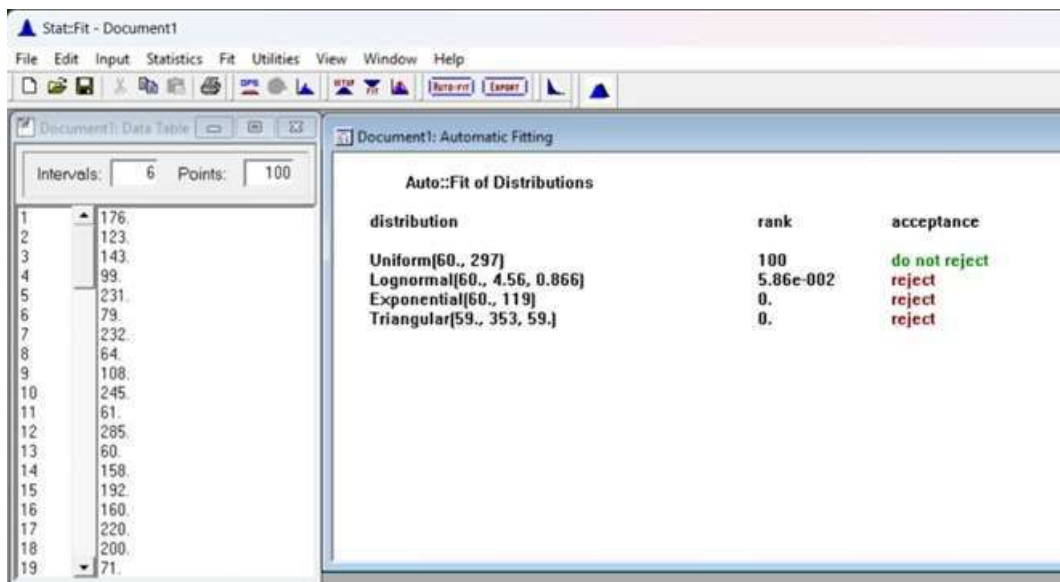 Stat::Fit - Document1
File Edit Input Statistics Fit Utilities View Window Help
AUTO::FIT EXPORT
Document1: Data Table
Intervals: 6 Points: 100
1 176.
2 123.
3 143.
4 99.
5 231.
6 79.
7 232.
8 64.
9 108.
10 245.
11 61.
12 285.
13 60.
14 158.
15 192.
16 160.
17 220.
18 200.
19 71.
Document1: Automatic Fitting
Auto::Fit of Distributions
distribution rank acceptance
Uniform(60., 297) 100 do not reject
Lognormal(60., 4.56, 0.866) 5.86e-002 reject
Exponential(60., 119) 0. reject
Triangular(59., 353, 59.) 0. reject